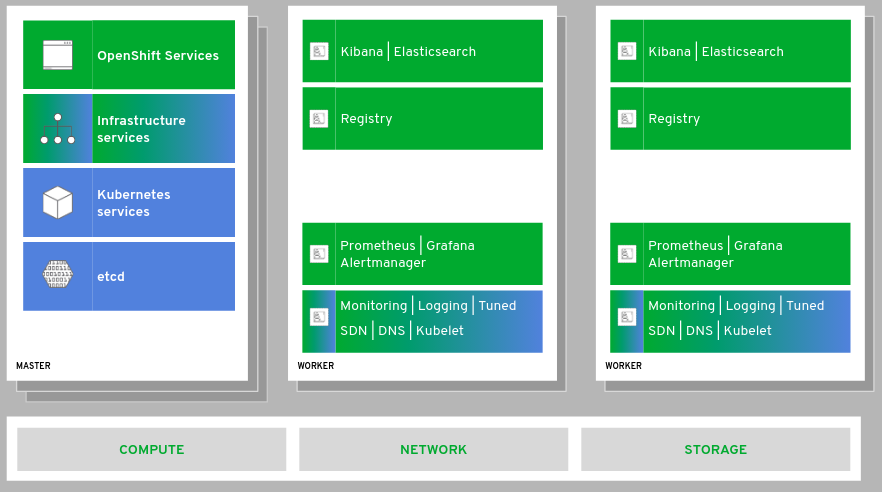 OpenShift Services
Infrastructure
services
Kubernetes
services
etcd
MASTER
Kibana | Elasticsearch
Registry
Prometheus | Grafana
Alertmanager
Monitoring | Logging | Tuned
SDN | DNS | Kubelet
WORKER
Kibana | Elasticsearch
Registry
Prometheus | Grafana
Alertmanager
Monitoring | Logging | Tuned
SDN | DNS | Kubelet
WORKER
COMPUTE
NETWORK
STORAGE